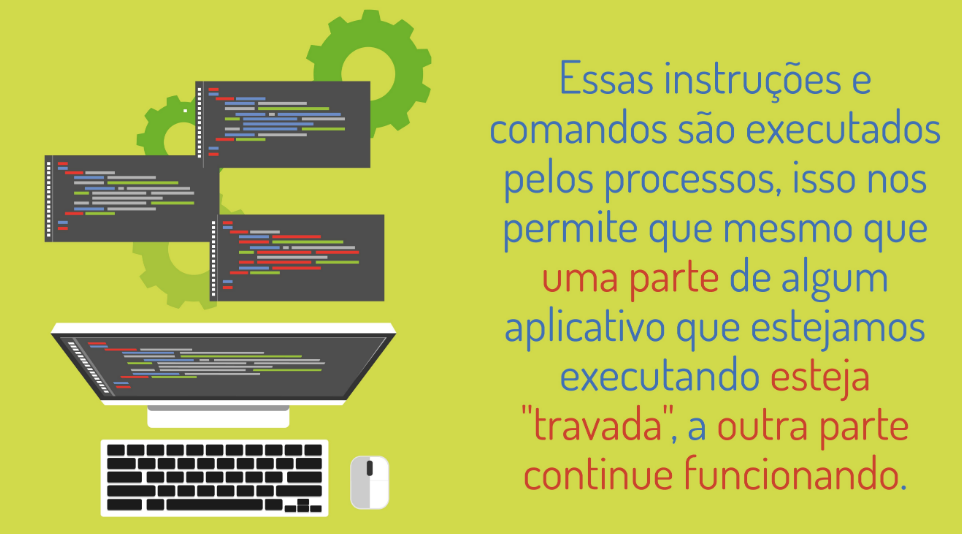 Essas instruções e
comandos são executados
pelos processos, isso nos
permite que mesmo que
uma parte de algum
aplicativo que estejamos
executando esteja
"travada", a outra parte
continue funcionando.